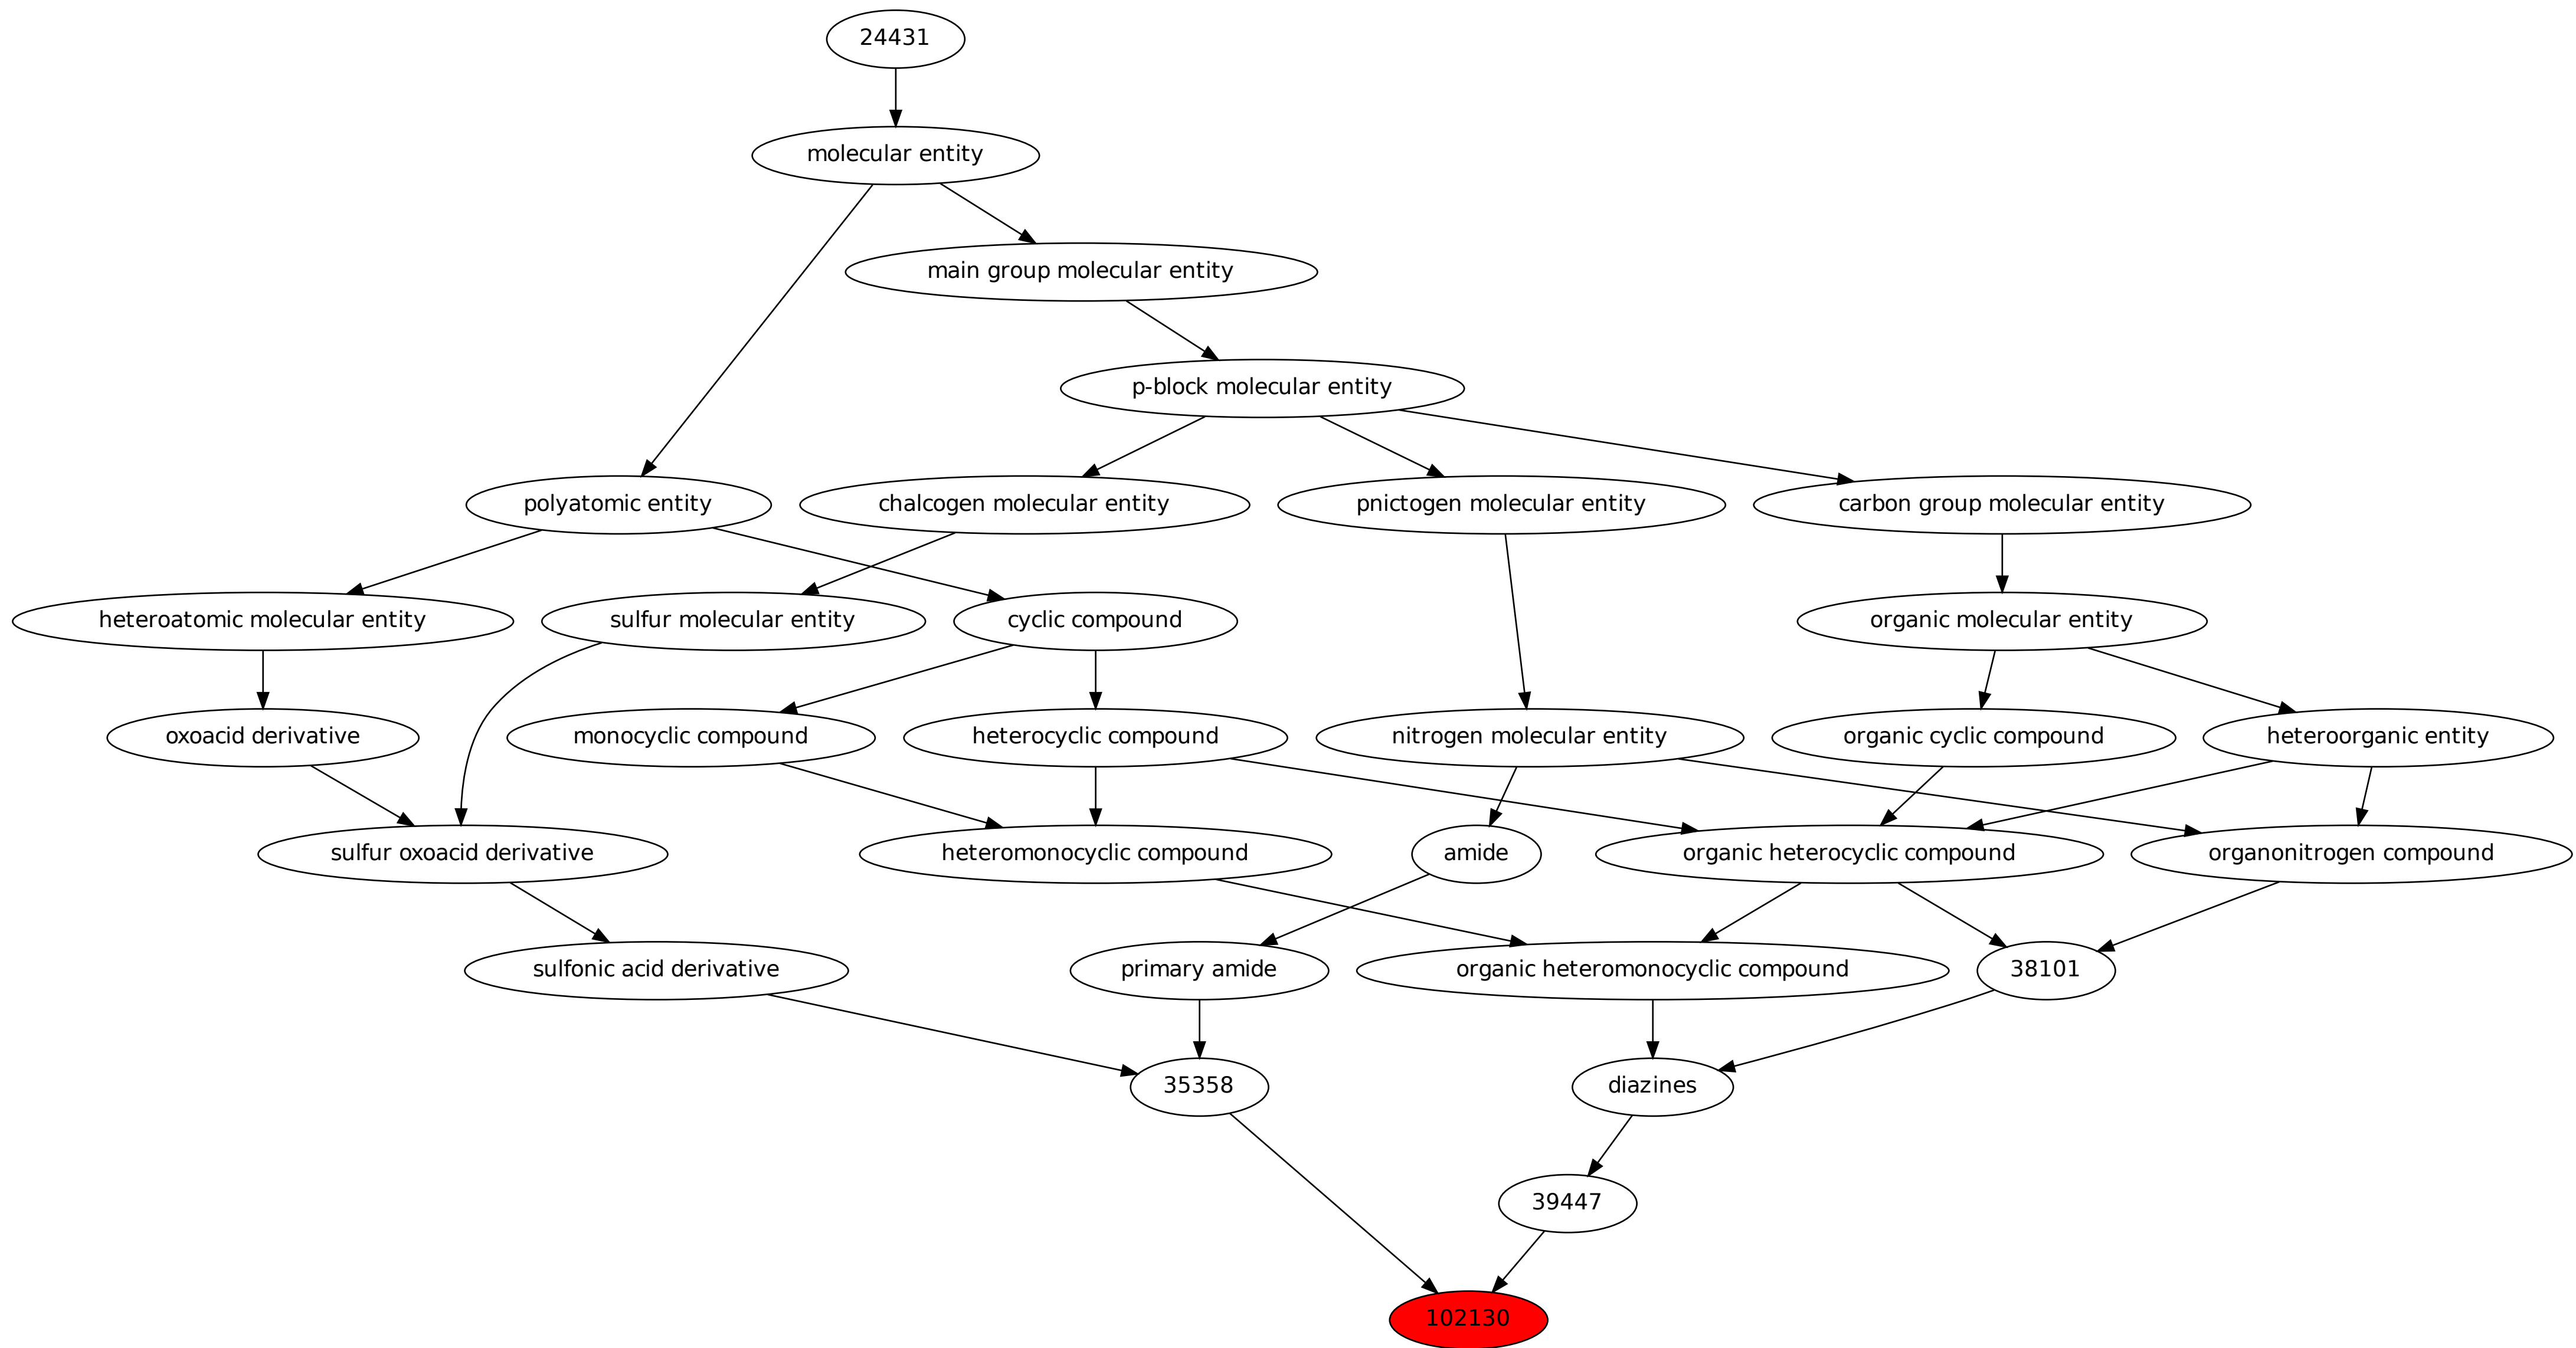 24431
molecular entity
main group molecular entity
p-block molecular entity
polyatomic entity
chalcogen molecular entity
pnictogen molecular entity
carbon group molecular entity
heteroatomic molecular entity
sulfur molecular entity
cyclic compound
organic molecular entity
oxoacid derivative
monocyclic compound
heterocyclic compound
nitrogen molecular entity
organic cyclic compound
heteroorganic entity
sulfur oxoacid derivative
heteromonocyclic compound
amide
organic heterocyclic compound
organonitrogen compound
sulfonic acid derivative
primary amide
organic heteromonocyclic compound
38101
35358
diazines
39447
102130